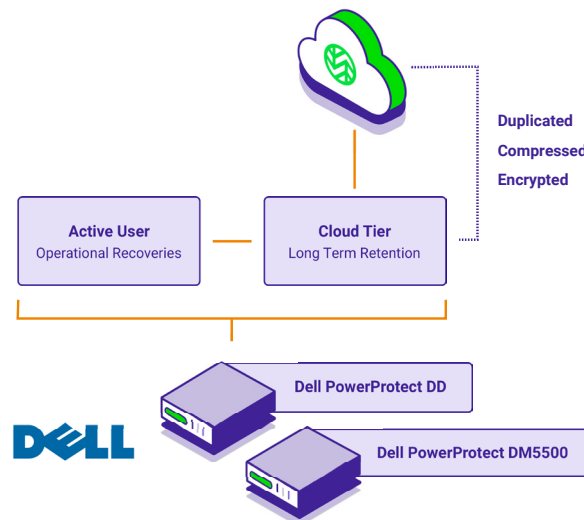 Duplicated
Compressed
Encrypted
Active User
Operational Recoveries
Cloud Tier
Long Term Retention
Dell PowerProtect DD
DELL
Dell PowerProtect DM5500